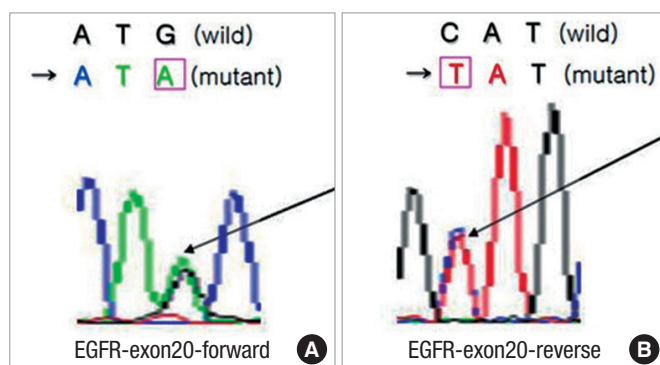 A T G (wild)
→ A T A (mutant)
EGFR-exon20-forward A
C A T (wild)
→ T A T (mutant)
EGFR-exon20-reverse B